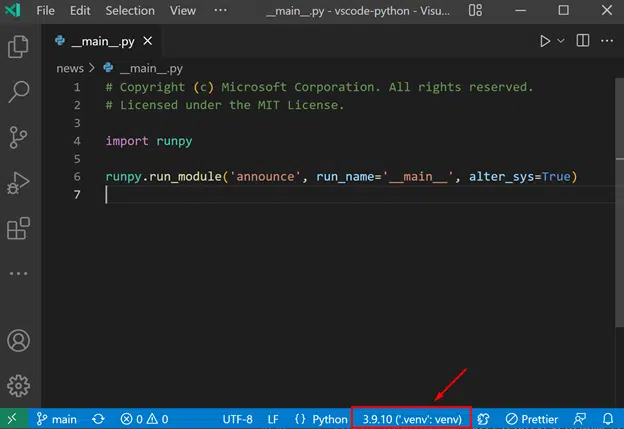 File Edit Selection View ··· __main__.py - vscode-python - Visu...
__main__.py
news > __main__.py
1 # Copyright (c) Microsoft Corporation. All rights reserved.
2 # Licensed under the MIT License.
3
4 import runpy
5
6 runpy.run_module('announce', run_name='__main__', alter_sys=True)
7
main 0 0 UTF-8 LF {} Python 3.9.10 ('.venv': venv) Prettier